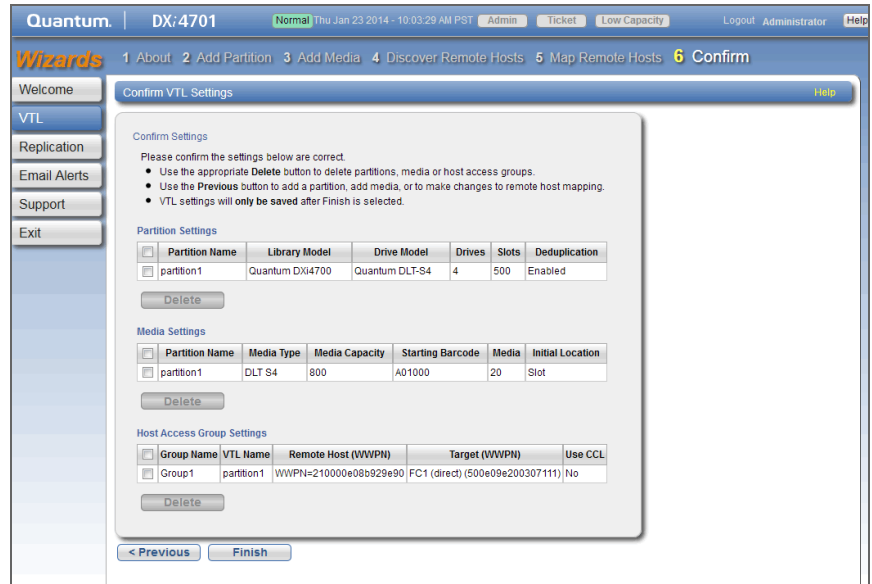 Quantum. DXi4701 Normal Thu Jan 23 2014 - 10:03:29 AM PST Admin Ticket Low Capacity Logout Administrator Help
Wizards 1 About 2 Add Partition 3 Add Media 4 Discover Remote Hosts 5 Map Remote Hosts 6 Confirm
Welcome
VTL
Replication
Email Alerts
Support
Exit
Confirm VTL Settings Help
Confirm Settings
Please confirm the settings below are correct.
• Use the appropriate Delete button to delete partitions, media or host access groups.
• Use the Previous button to add a partition, add media, or to make changes to remote host mapping.
• VTL settings will only be saved after Finish is selected.
Partition Settings
Partition Name Library Model Drive Model Drives Slots Deduplication
partition1 Quantum DXi4700 Quantum DLT-S4 4 500 Enabled
Delete
Media Settings
Partition Name Media Type Media Capacity Starting Barcode Media Initial Location
partition1 DLT S4 800 A01000 20 Slot
Delete
Host Access Group Settings
Group Name VTL Name Remote Host (WWPN) Target (WWPN) Use CCL
Group1 partition1 WWPN=210000e08b929e90 FC1 (direct) (500e09e200307111) No
Delete
< Previous Finish